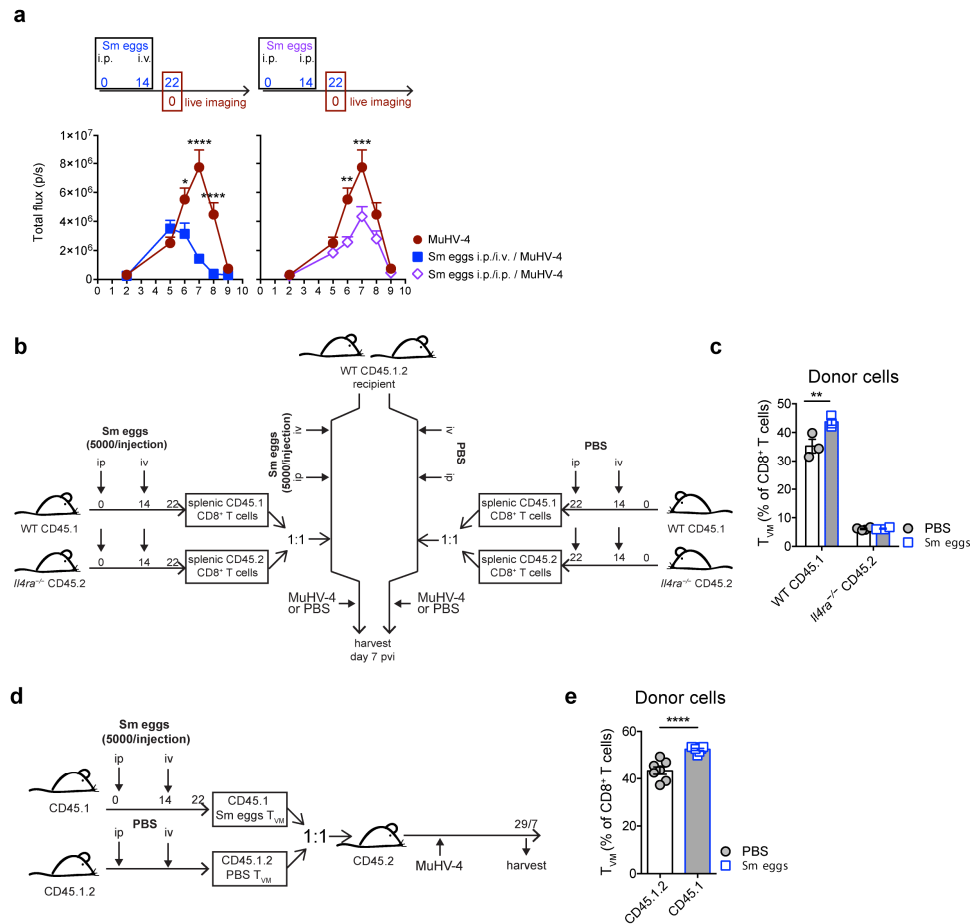 a
Sm eggs
i.p. i.v.
0 14 22
0 live imaging
Sm eggs
i.p. i.p.
0 14 22
0 live imaging
Total flux (p/s)
1×10⁷
8×10⁶
6×10⁶
4×10⁶
2×10⁶
0
**** 
*
****
0 1 2 3 4 5 6 7 8 9 10
***
**
0 1 2 3 4 5 6 7 8 9 10
MuHV-4
Sm eggs i.p./i.v. / MuHV-4
Sm eggs i.p./i.p. / MuHV-4
b
WT CD45.1.2
recipient
Sm eggs
(5000/injection)
ip iv
0 14 22
WT CD45.1
splenic CD45.1
CD8⁺ T cells
0 14 22
Il4ra⁻/⁻ CD45.2
splenic CD45.2
CD8⁺ T cells
1:1
Sm eggs
(5000/injection)
iv
ip
PBS
iv
ip
1:1
PBS
ip iv
22 14 0
splenic CD45.1
CD8⁺ T cells
WT CD45.1
22 14 0
splenic CD45.2
CD8⁺ T cells
Il4ra⁻/⁻ CD45.2
MuHV-4
or PBS
MuHV-4
or PBS
harvest
day 7 pvi
c
Donor cells
TVM (% of CD8⁺ T cells)
50
40
30
20
10
0
**
WT CD45.1
Il4ra⁻/⁻ CD45.2
PBS
Sm eggs
d
Sm eggs
(5000/injection)
ip iv
0 14 22
CD45.1
CD45.1
Sm eggs TVM
PBS
ip iv
CD45.1.2
CD45.1.2
PBS TVM
1:1
CD45.2
MuHV-4
29/7
harvest
e
Donor cells
TVM (% of CD8⁺ T cells)
60
40
20
0
****
CD45.1.2
CD45.1
PBS
Sm eggs